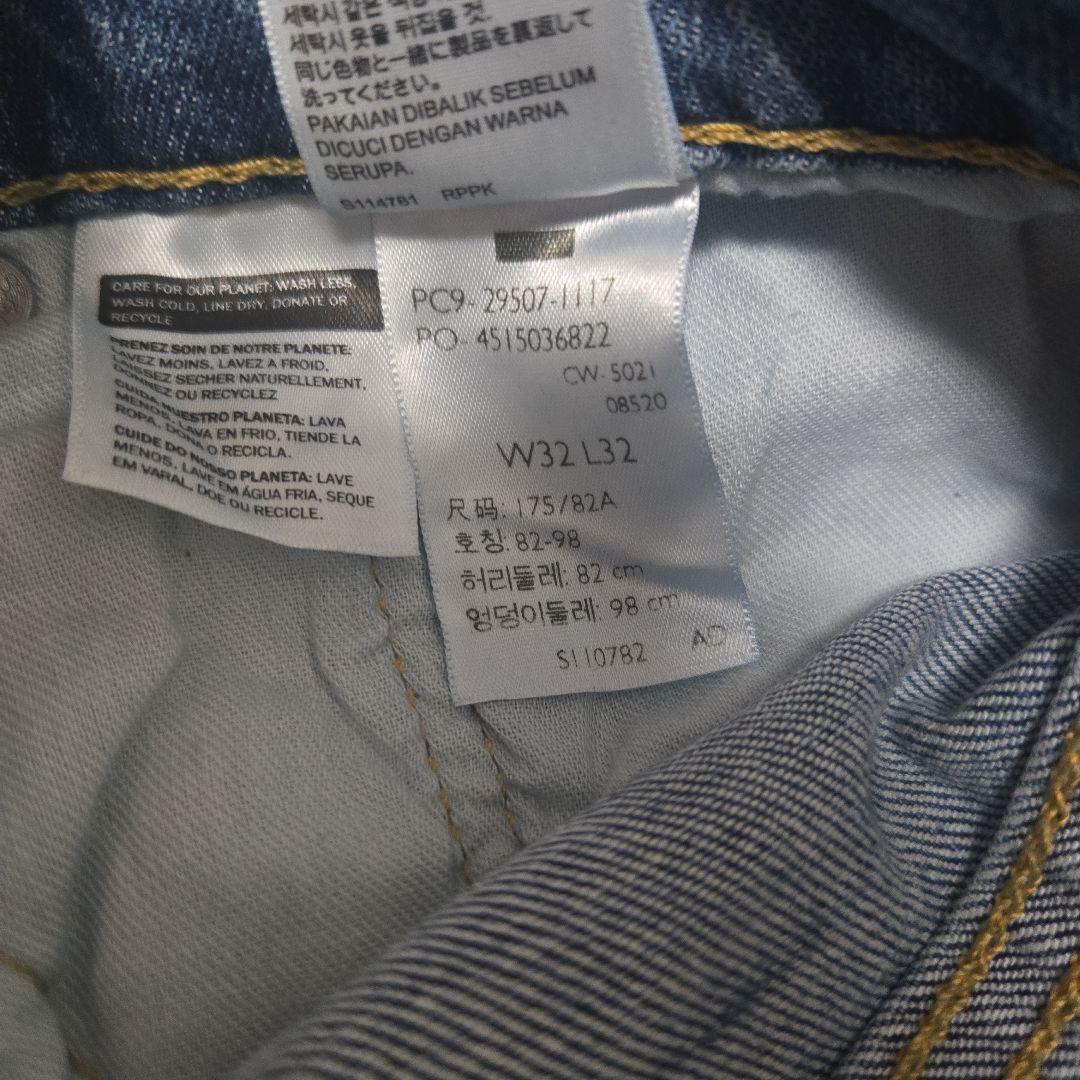 세탁시 같은
세탁시 옷을 뒤집을 것.
同じ色物と一緒に製品を裏返して
洗ってください。
PAKAIAN DIBALIK SEBELUM
DICUCI DENGAN WARNA
SERUPA.
S114781 RPPK
CARE FOR OUR PLANET: WASH LESS,
WASH COLD, LINE DRY, DONATE OR
RECYCLE
PRENEZ SOIN DE NOTRE PLANETE:
LAVEZ MOINS, LAVEZ A FROID,
LAISSEZ SECHER NATURELLEMENT,
DONNEZ OU RECYCLEZ
CUIDA NUESTRO PLANETA: LAVA
MENOS, LAVA EN FRIO, TIENDE LA
ROPA, DONA O RECICLA.
CUIDE DO NOSSO PLANETA: LAVE
MENOS, LAVE EM ÁGUA FRIA, SEQUE
EM VARAL, DOE OU RECICLE.
PC9- 29507-1117
PO- 4515036822
CW- 5021
08520
W32 L32
尺码: 175/82A
호칭: 82-98
허리둘레: 82 cm
엉덩이둘레: 98 cm
S110782 AO